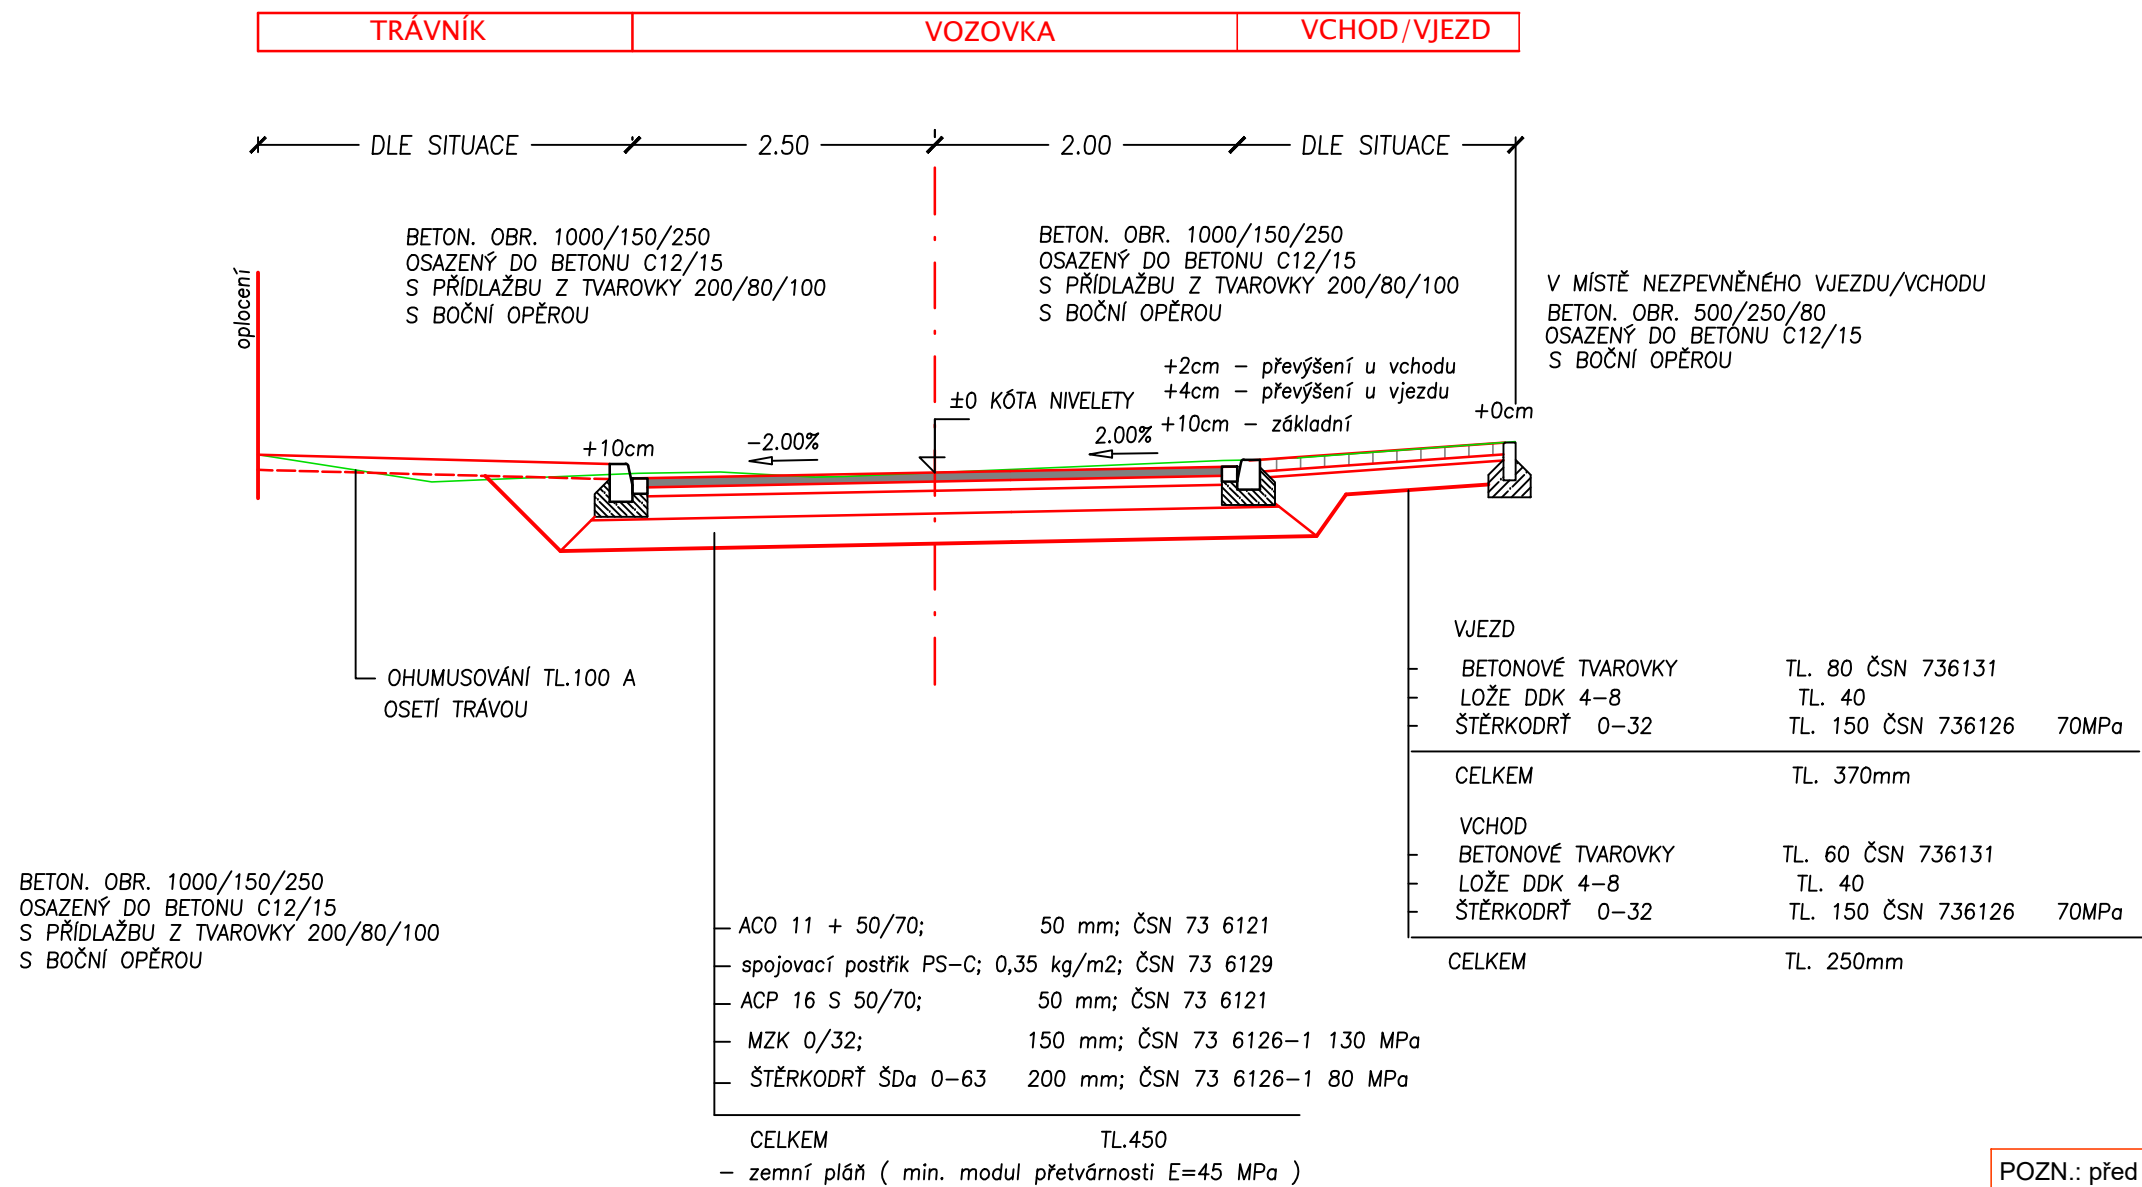 TRÁVNÍK
VOZOVKA
VCHOD/VJEZD
DLE SITUACE
2.50
2.00
DLE SITUACE
BETON. OBR. 1000/150/250
OSAZENÝ DO BETONU C12/15
S PŘÍDLAŽBU Z TVAROVKY 200/80/100
S BOČNÍ OPĚROU
BETON. OBR. 1000/150/250
OSAZENÝ DO BETONU C12/15
S PŘÍDLAŽBU Z TVAROVKY 200/80/100
S BOČNÍ OPĚROU
V MÍSTĚ NEZPEVNĚNÉHO VJEZDU/VCHODU
BETON. OBR. 500/250/80
OSAZENÝ DO BETONU C12/15
S BOČNÍ OPĚROU
oplocení
+2cm – převýšení u vchodu
+4cm – převýšení u vjezdu
+10cm – základní
±0 KÓTA NIVELETY
+0cm
+10cm
-2.00%
2.00%
OHUMUSOVÁNÍ TL.100 A
OSETÍ TRÁVOU
VJEZD
BETONOVÉ TVAROVKY TL. 80 ČSN 736131
LOŽE DDK 4-8 TL. 40
ŠTĚRKODRŤ 0-32 TL. 150 ČSN 736126 70MPa
CELKEM TL. 370mm
VCHOD
BETONOVÉ TVAROVKY TL. 60 ČSN 736131
LOŽE DDK 4-8 TL. 40
ŠTĚRKODRŤ 0-32 TL. 150 ČSN 736126 70MPa
CELKEM TL. 250mm
BETON. OBR. 1000/150/250
OSAZENÝ DO BETONU C12/15
S PŘÍDLAŽBU Z TVAROVKY 200/80/100
S BOČNÍ OPĚROU
ACO 11 + 50/70; 50 mm; ČSN 73 6121
spojovací postřik PS-C; 0,35 kg/m2; ČSN 73 6129
ACP 16 S 50/70; 50 mm; ČSN 73 6121
MZK 0/32; 150 mm; ČSN 73 6126-1 130 MPa
ŠTĚRKODRŤ ŠDa 0-63 200 mm; ČSN 73 6126-1 80 MPa
CELKEM TL.450
– zemní pláň ( min. modul přetvárnosti E=45 MPa )
POZN.: před